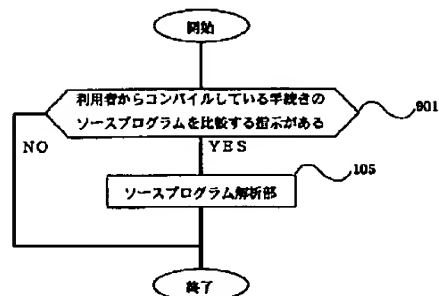 開始
利用者からコンパイルしている手続きの
ソースプログラムを比較する指示がある
901
NO
YES
105
ソースプログラム解析部
終了